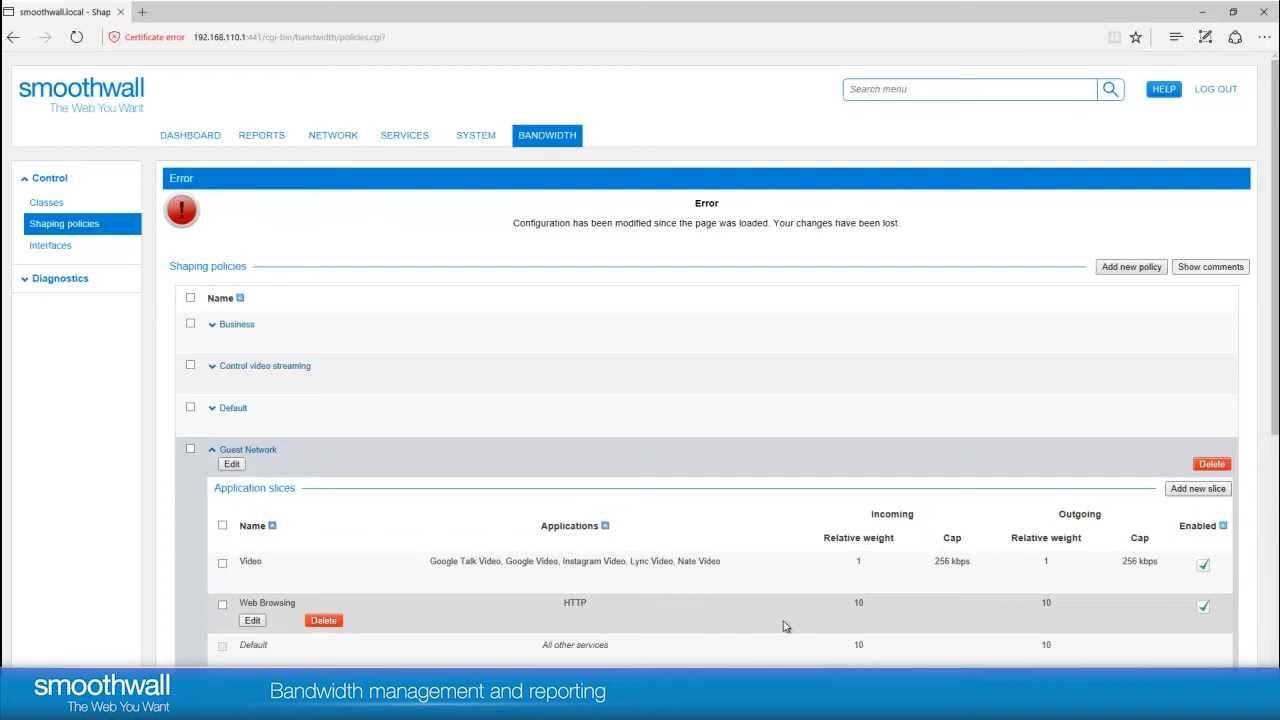 smoothwall.local - Shap
Certificate error 192.168.110.1:441/cgi-bin/bandwidth/policies.cgi?
smoothwall
The Web You Want
Search menu
HELP
LOG OUT
DASHBOARD REPORTS NETWORK SERVICES SYSTEM BANDWIDTH
Control
Classes
Shaping policies
Interfaces
Diagnostics
Error
Error
Configuration has been modified since the page was loaded. Your changes have been lost.
Shaping policies
Add new policy Show comments
Name
Business
Control video streaming
Default
Guest Network
Edit Delete
Application slices Add new slice
Incoming Outgoing
Name Applications Enabled
Relative weight Cap Relative weight Cap
Video Google Talk Video, Google Video, Instagram Video, Lync Video, Nate Video 1 256 kbps 1 256 kbps
Web Browsing HTTP 10 10
Edit Delete
Default All other services 10 10
smoothwall
The Web You Want
Bandwidth management and reporting